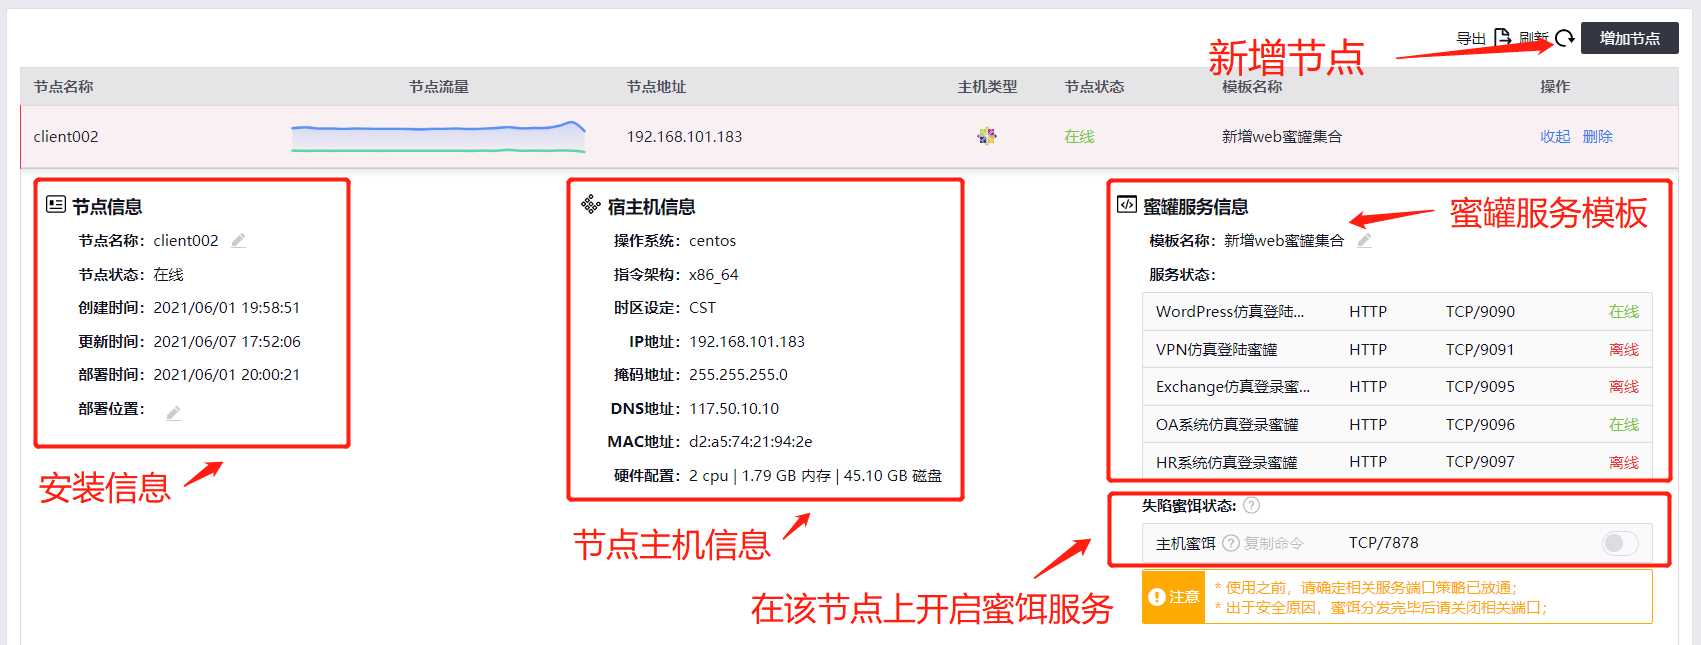 导出 刷新 增加节点
新增节点
节点名称 节点流量 节点地址 主机类型 节点状态 模板名称 操作
client002 192.168.101.183 在线 新增web蜜罐集合 收起 删除
节点信息
节点名称: client002
节点状态: 在线
创建时间: 2021/06/01 19:58:51
更新时间: 2021/06/07 17:52:06
部署时间: 2021/06/01 20:00:21
部署位置:
安装信息
宿主机信息
操作系统: centos
指令架构: x86_64
时区设定: CST
IP地址: 192.168.101.183
掩码地址: 255.255.255.0
DNS地址: 117.50.10.10
MAC地址: d2:a5:74:21:94:2e
硬件配置: 2 cpu | 1.79 GB 内存 | 45.10 GB 磁盘
节点主机信息
蜜罐服务信息
蜜罐服务模板
模板名称: 新增web蜜罐集合
服务状态:
WordPress仿真登陆... HTTP TCP/9090 在线
VPN仿真登陆蜜罐 HTTP TCP/9091 离线
Exchange仿真登录蜜... HTTP TCP/9095 离线
OA系统仿真登录蜜罐 HTTP TCP/9096 在线
HR系统仿真登录蜜罐 HTTP TCP/9097 离线
失陷蜜饵状态: ?
主机蜜饵 ? 复制命令 TCP/7878
在该节点上开启蜜饵服务
注意
* 使用之前，请确定相关服务端口策略已放通;
* 出于安全原因，蜜饵分发完毕后请关闭相关端口;